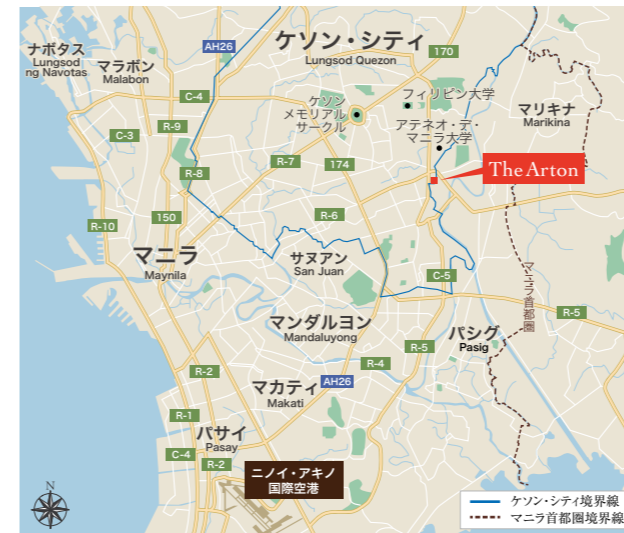 ナボタス
Lungsod
ng Navotas
マラボン
Malabon
AH26
ケソン・シティ
Lungsod Quezon
170
C-4
C-3
R-9
ケソン
メモリアル
サークル
フィリピン大学
アテネオ・デ・
マニラ大学
マリキナ
Marikina
The Arton
R-7
174
R-8
R-6
R-10
150
マニラ
Maynila
サヌアン
San Juan
C-5
マニラ首都圏
R-5
マンダルヨン
Mandaluyong
パシグ
Pasig
R-5
R-4
R-2
マカティ
Makati
AH26
R-1
パサイ
Pasay
C-4
R-2
ニノイ・アキノ
国際空港
N
ケソン・シティ境界線
マニラ首都圏境界線